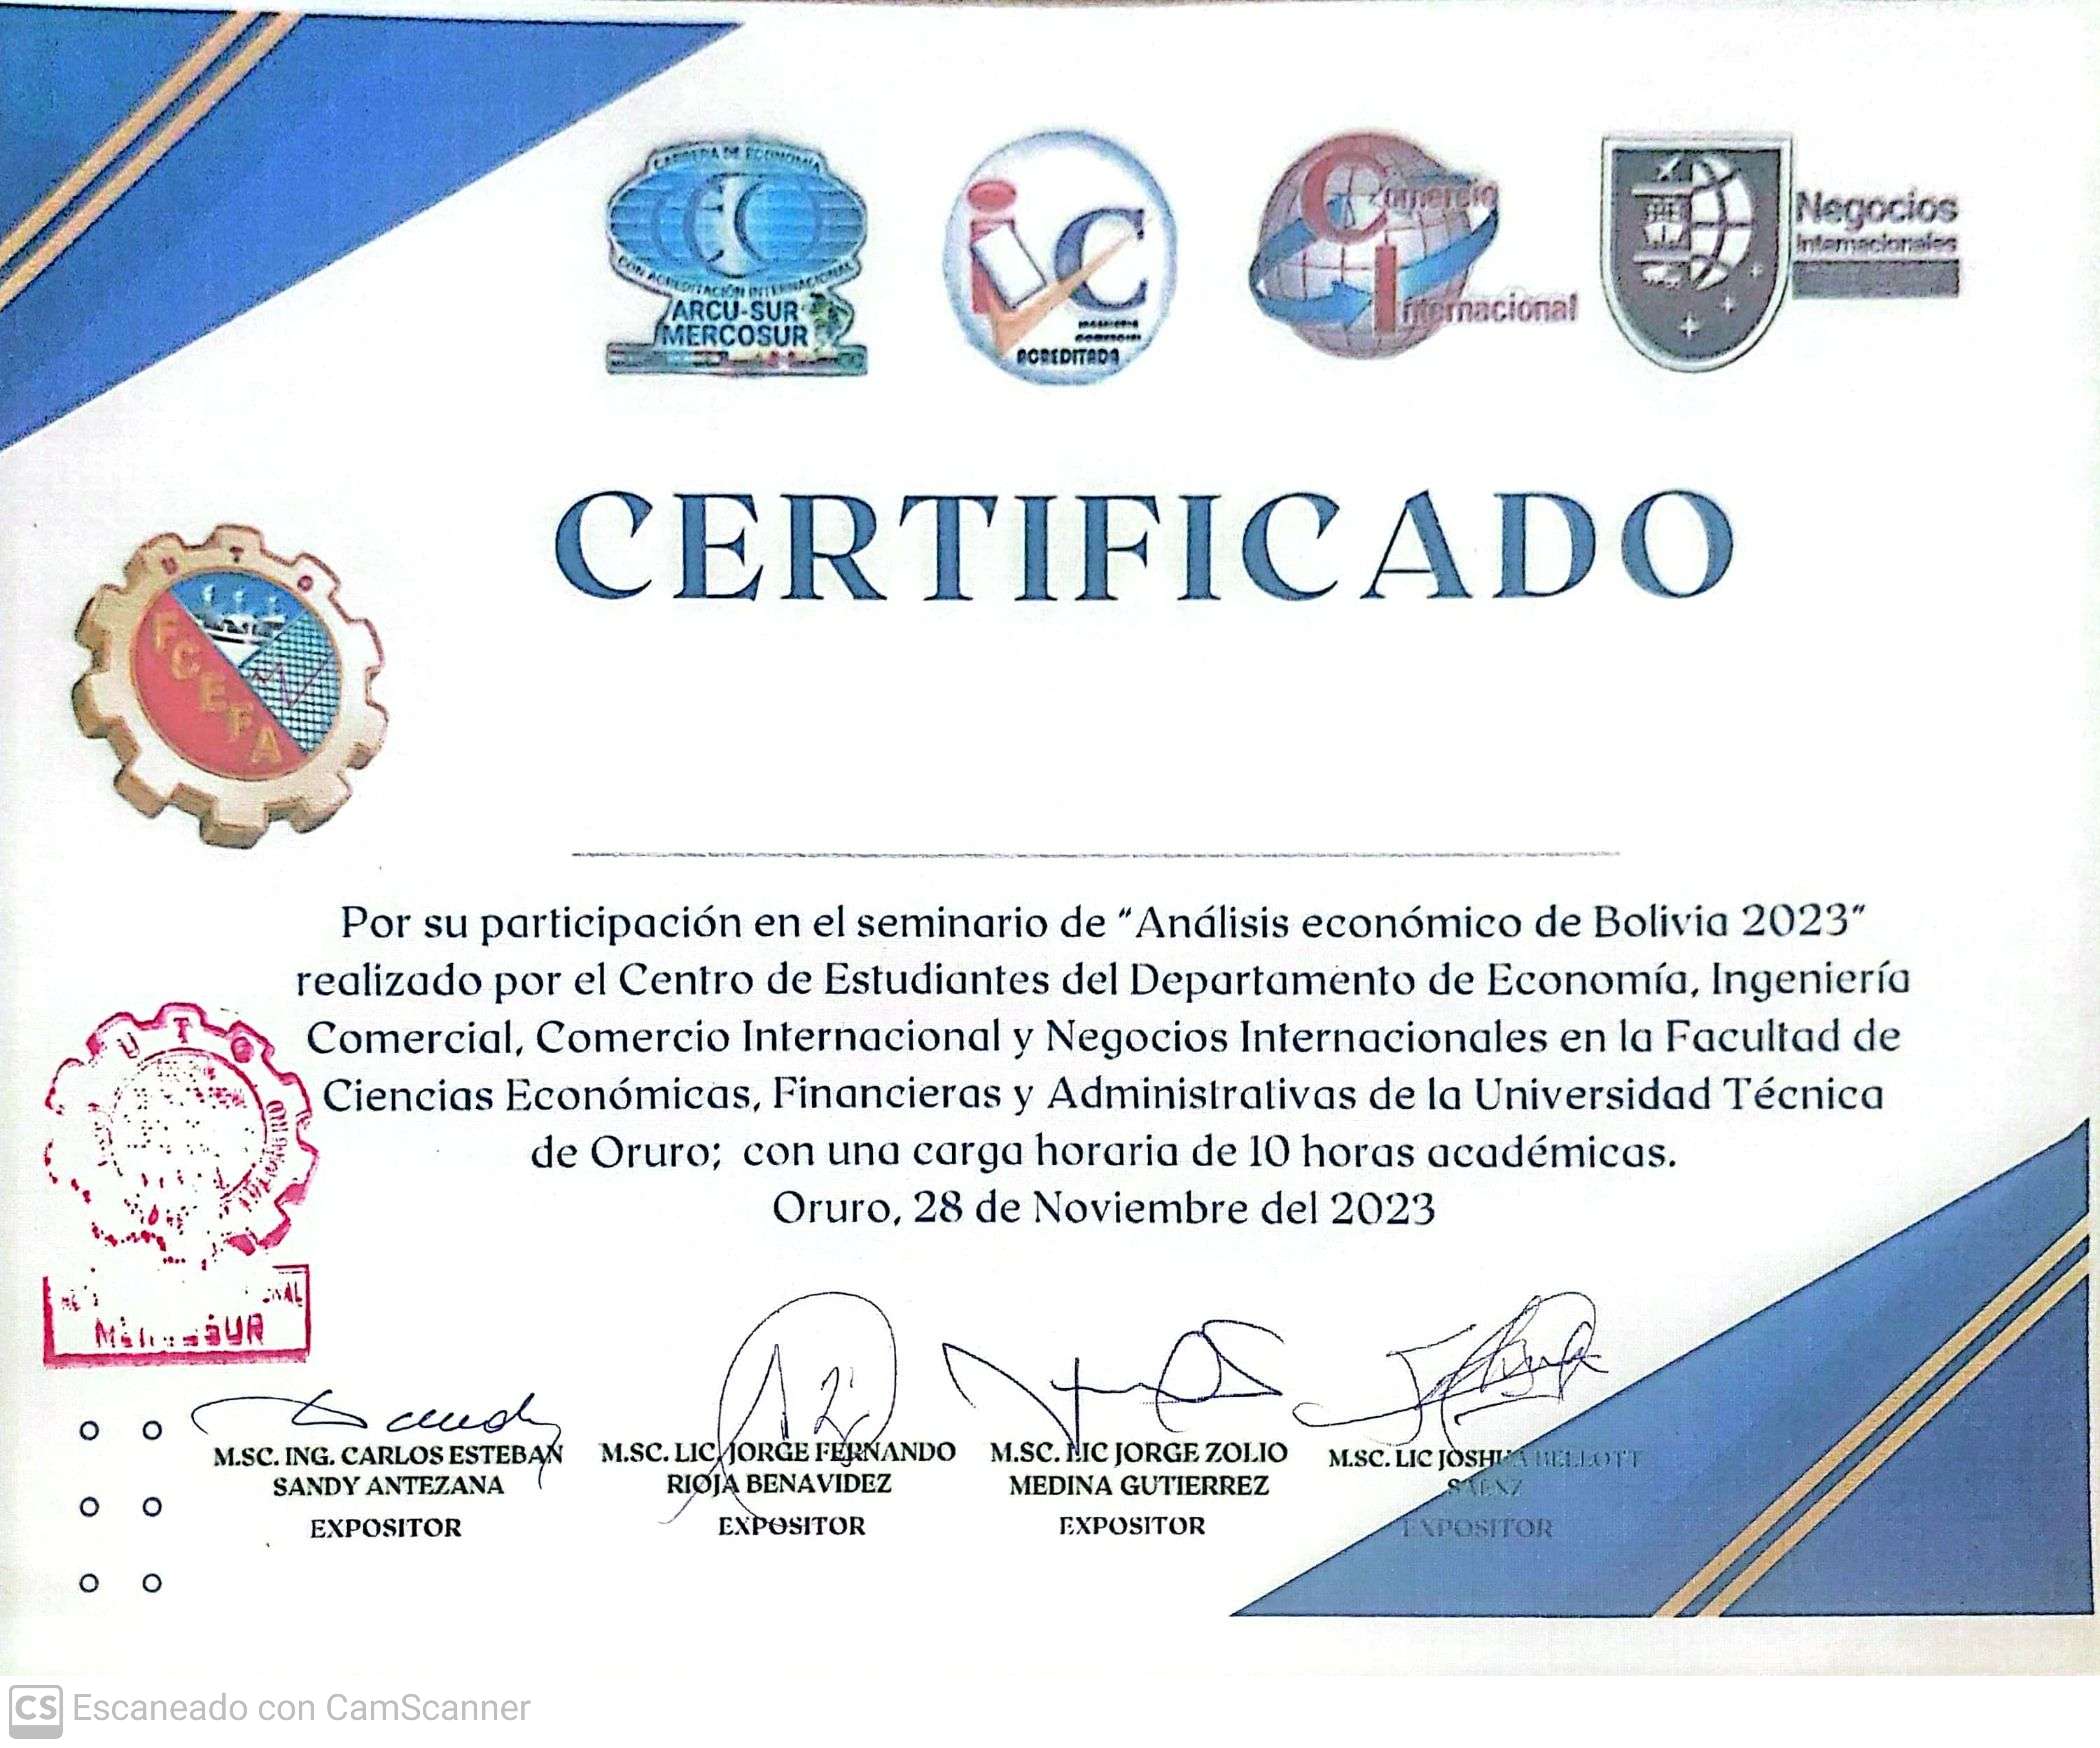 CARRERA DE ECONOMÍA
CON ACREDITACIÓN INTERNACIONAL
ARCU-SUR
MERCOSUR
iC
INGENIERIA
COMERCIAL
ACREDITADA
Comercio
Internacional
Negocios
Internacionales
CERTIFICADO
U T O
FCEFA
Por su participación en el seminario de “Análisis económico de Bolivia 2023”
realizado por el Centro de Estudiantes del Departamento de Economía, Ingeniería
Comercial, Comercio Internacional y Negocios Internacionales en la Facultad de
Ciencias Económicas, Financieras y Administrativas de la Universidad Técnica
de Oruro; con una carga horaria de 10 horas académicas.
Oruro, 28 de Noviembre del 2023
U T O
M.SC. ING. CARLOS ESTEBAN
SANDY ANTEZANA
EXPOSITOR
M.SC. LIC JORGE FERNANDO
RIOJA BENAVIDEZ
EXPOSITOR
M.SC. LIC JORGE ZOLIO
MEDINA GUTIERREZ
EXPOSITOR
M.SC. LIC JOSHUA BELLOTT
SAENZ
EXPOSITOR
CS Escaneado con CamScanner